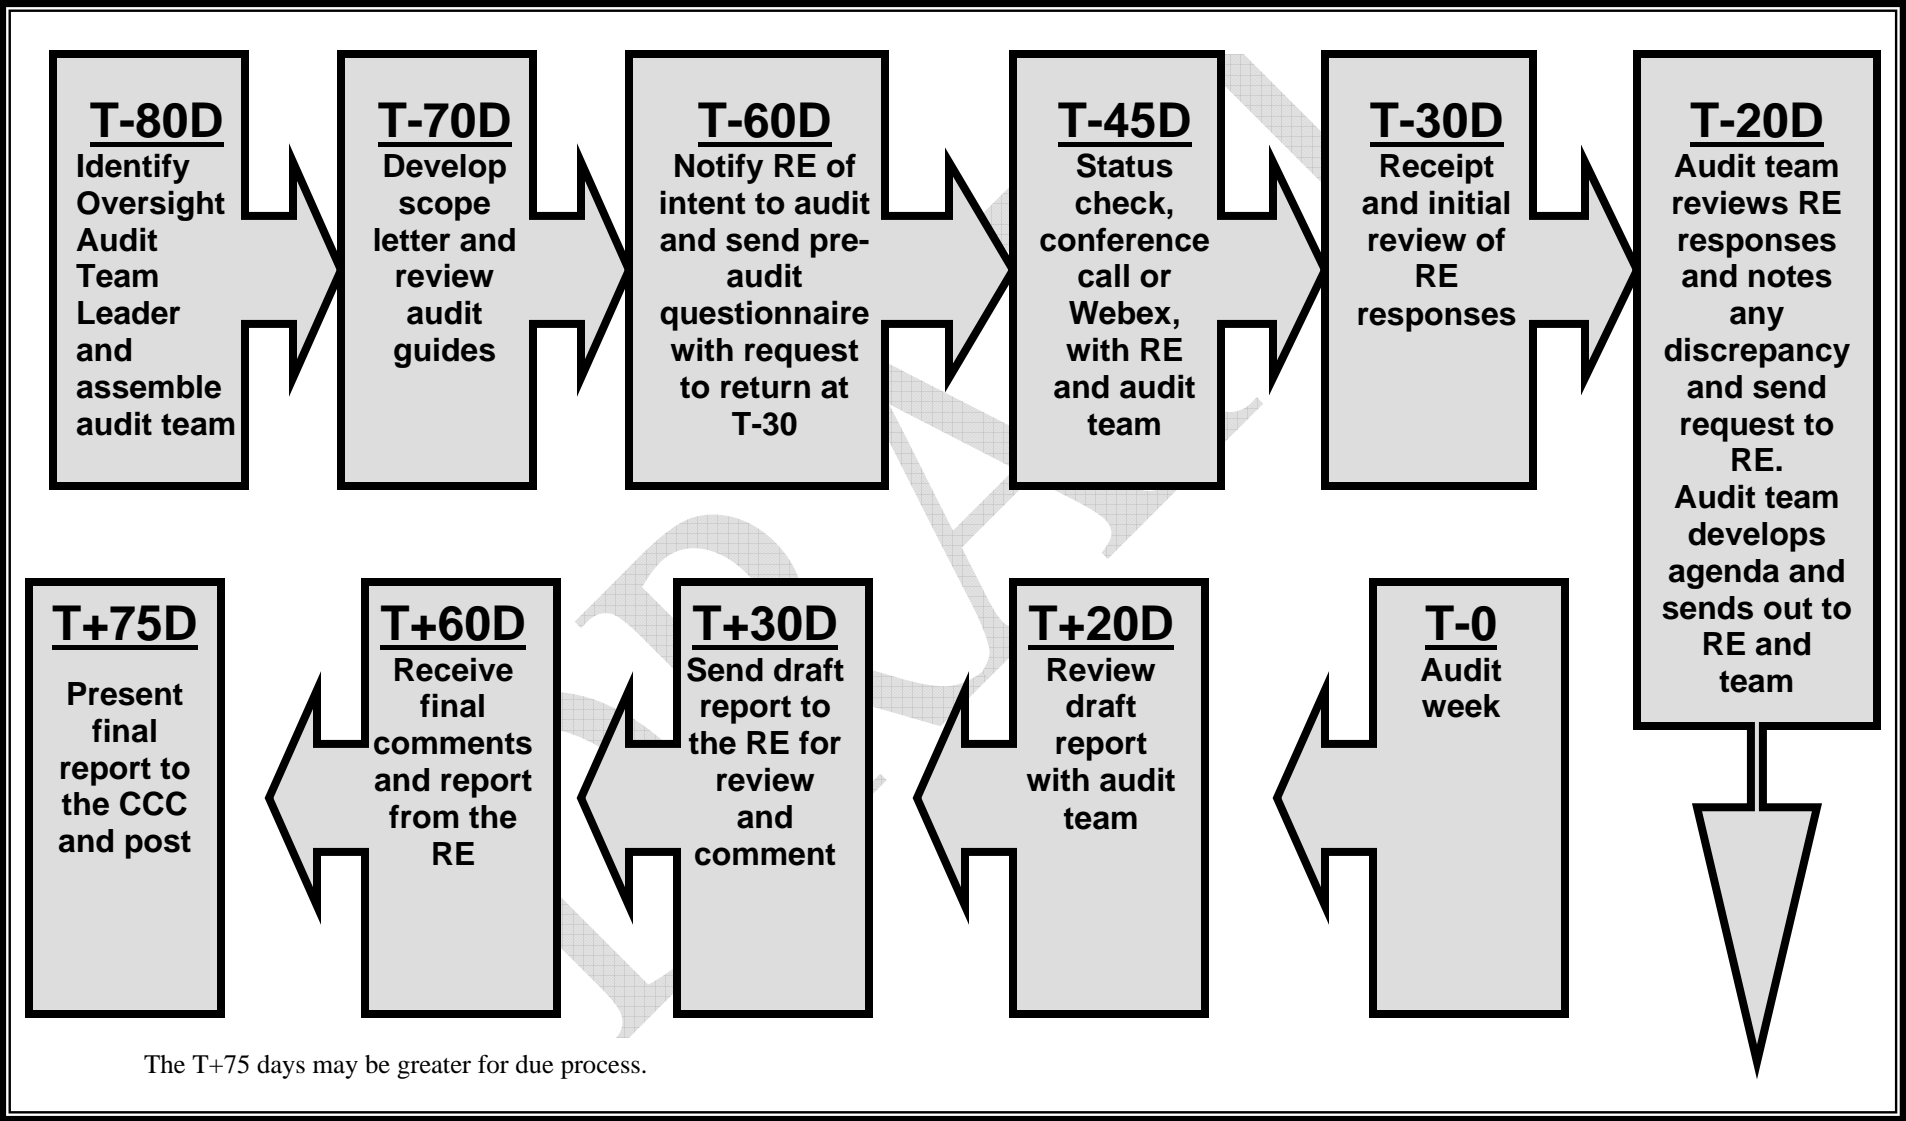 T-80D
Identify
Oversight
Audit
Team
Leader
and
assemble
audit team
T-70D
Develop
scope
letter and
review
audit
guides
T-60D
Notify RE of
intent to audit
and send pre-
audit
questionnaire
with request
to return at
T-30
T-45D
Status
check,
conference
call or
Webex,
with RE
and audit
team
T-30D
Receipt
and initial
review of
RE
responses
T-20D
Audit team
reviews RE
responses
and notes
any
discrepancy
and send
request to
RE.
Audit team
develops
agenda and
sends out to
RE and
team
T-0
Audit
week
T+20D
Review
draft
report
with audit
team
T+30D
Send draft
report to
the RE for
review
and
comment
T+60D
Receive
final
comments
and report
from the
RE
T+75D
Present
final
report to
the CCC
and post
The T+75 days may be greater for due process.
DRAFT